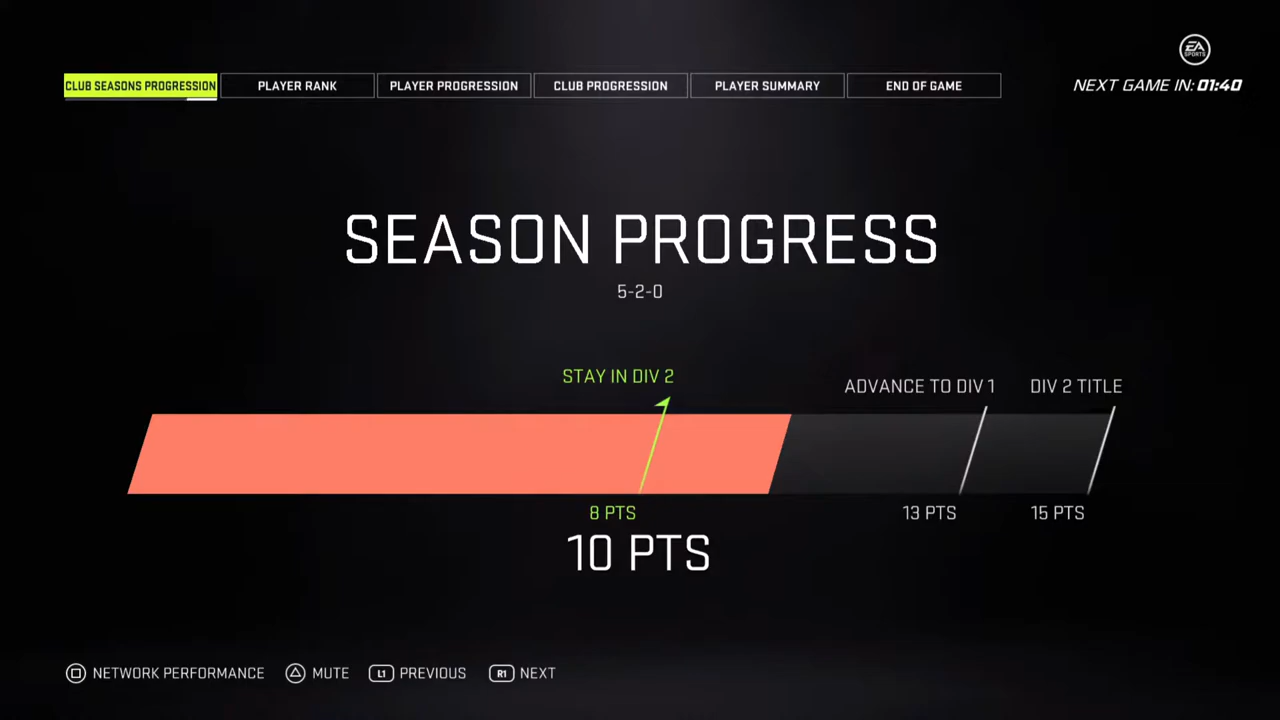 EA
SPORTS
CLUB SEASONS PROGRESSION PLAYER RANK PLAYER PROGRESSION CLUB PROGRESSION PLAYER SUMMARY END OF GAME NEXT GAME IN: 01:40
SEASON PROGRESS
5-2-0
STAY IN DIV 2
ADVANCE TO DIV 1 DIV 2 TITLE
8 PTS 13 PTS 15 PTS
10 PTS
NETWORK PERFORMANCE MUTE L1 PREVIOUS R1 NEXT